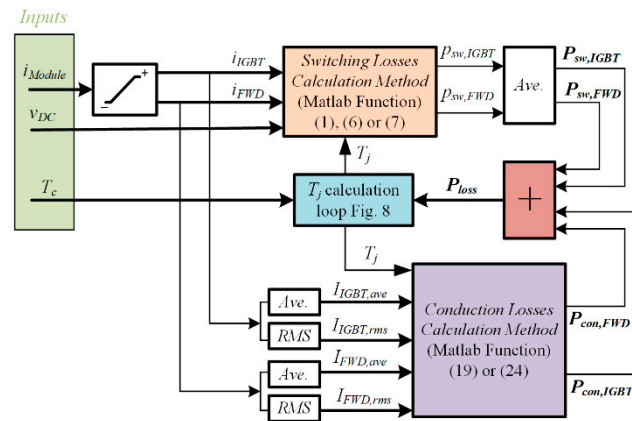 Inputs
i_Module
v_DC
T_c
+
−
i_IGBT
i_FWD
Switching Losses
Calculation Method
(Matlab Function)
(1), (6) or (7)
p_sw,IGBT
p_sw,FWD
Ave.
P_sw,IGBT
P_sw,FWD
T_j
T_j calculation
loop Fig. 8
P_loss
+
T_j
Ave.
RMS
Ave.
RMS
I_IGBT,ave
I_IGBT,rms
I_FWD,ave
I_FWD,rms
Conduction Losses
Calculation Method
(Matlab Function)
(19) or (24)
P_con,FWD
P_con,IGBT